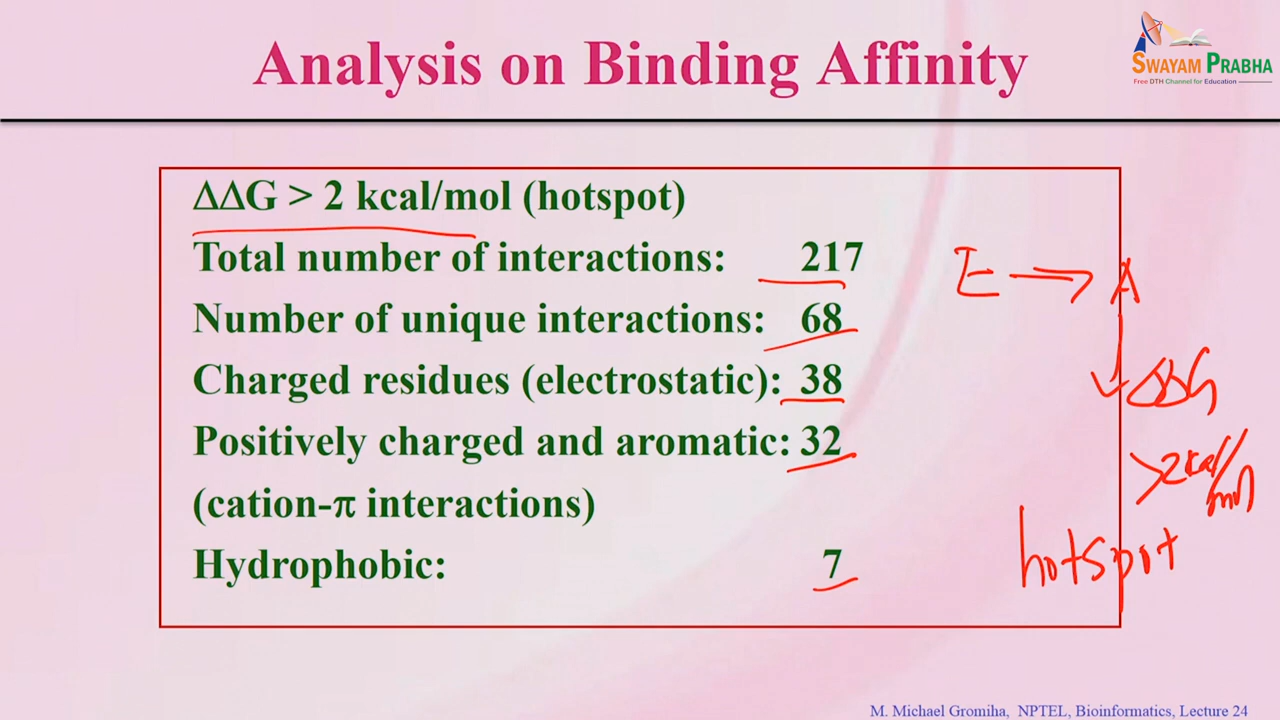 Analysis on Binding Affinity
SWAYAM PRABHA
Free DTH Channel for Education
ΔΔG > 2 kcal/mol (hotspot)
Total number of interactions: 217
Number of unique interactions: 68
Charged residues (electrostatic): 38
Positively charged and aromatic: 32
(cation-π interactions)
Hydrophobic: 7
E → A
ΔΔG
>2 kcal/mol
hotspot
M. Michael Gromiha, NPTEL, Bioinformatics, Lecture 24